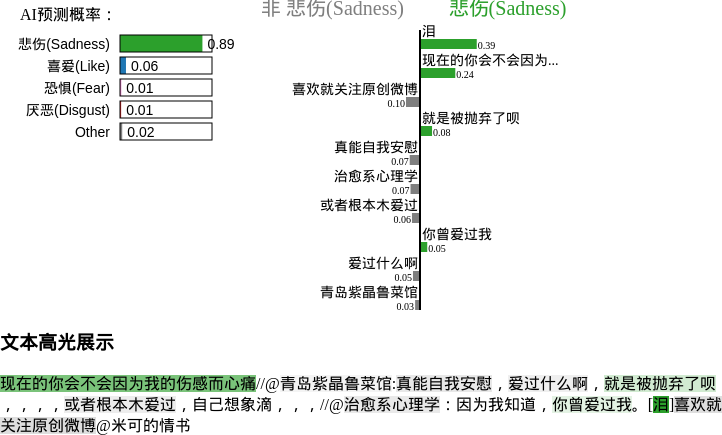 AI预测概率：
悲伤(Sadness) 0.89
喜爱(Like) 0.06
恐惧(Fear) 0.01
厌恶(Disgust) 0.01
Other 0.02
非 悲伤(Sadness) 悲伤(Sadness)
泪
0.39
现在的你会不会因为...
0.24
喜欢就关注原创微博
0.10
就是被抛弃了呗
0.08
真能自我安慰
0.07
治愈系心理学
0.07
或者根本木爱过
0.06
你曾爱过我
0.05
爱过什么啊
0.05
青岛紫晶鲁菜馆
0.03
文本高光展示
现在的你会不会因为我的伤感而心痛//@青岛紫晶鲁菜馆:真能自我安慰，爱过什么啊，就是被抛弃了呗
，，，，或者根本木爱过，自己想象滴，，，//@治愈系心理学：因为我知道，你曾爱过我。[泪]喜欢就
关注原创微博@米可的情书